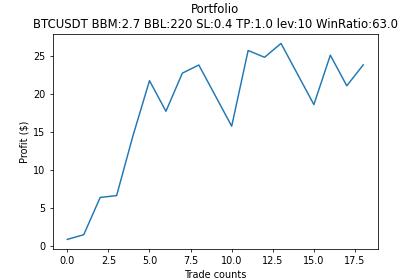 Portfolio
BTCUSDT BBM:2.7 BBL:220 SL:0.4 TP:1.0 lev:10 WinRatio:63.0
25
20
15
10
5
0
Profit ($)
0.0 2.5 5.0 7.5 10.0 12.5 15.0 17.5
Trade counts